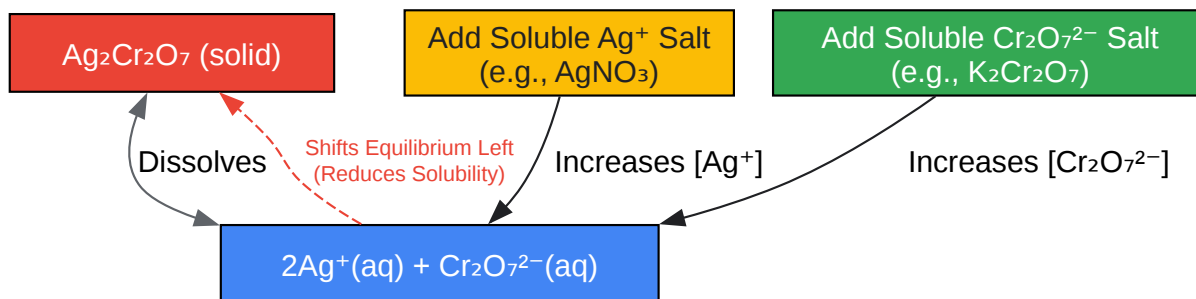 Ag₂Cr₂O₇ (solid)
Add Soluble Ag⁺ Salt
(e.g., AgNO₃)
Add Soluble Cr₂O₇²⁻ Salt
(e.g., K₂Cr₂O₇)
Dissolves
Shifts Equilibrium Left
(Reduces Solubility)
Increases [Ag⁺]
Increases [Cr₂O₇²⁻]
2Ag⁺(aq) + Cr₂O₇²⁻(aq)